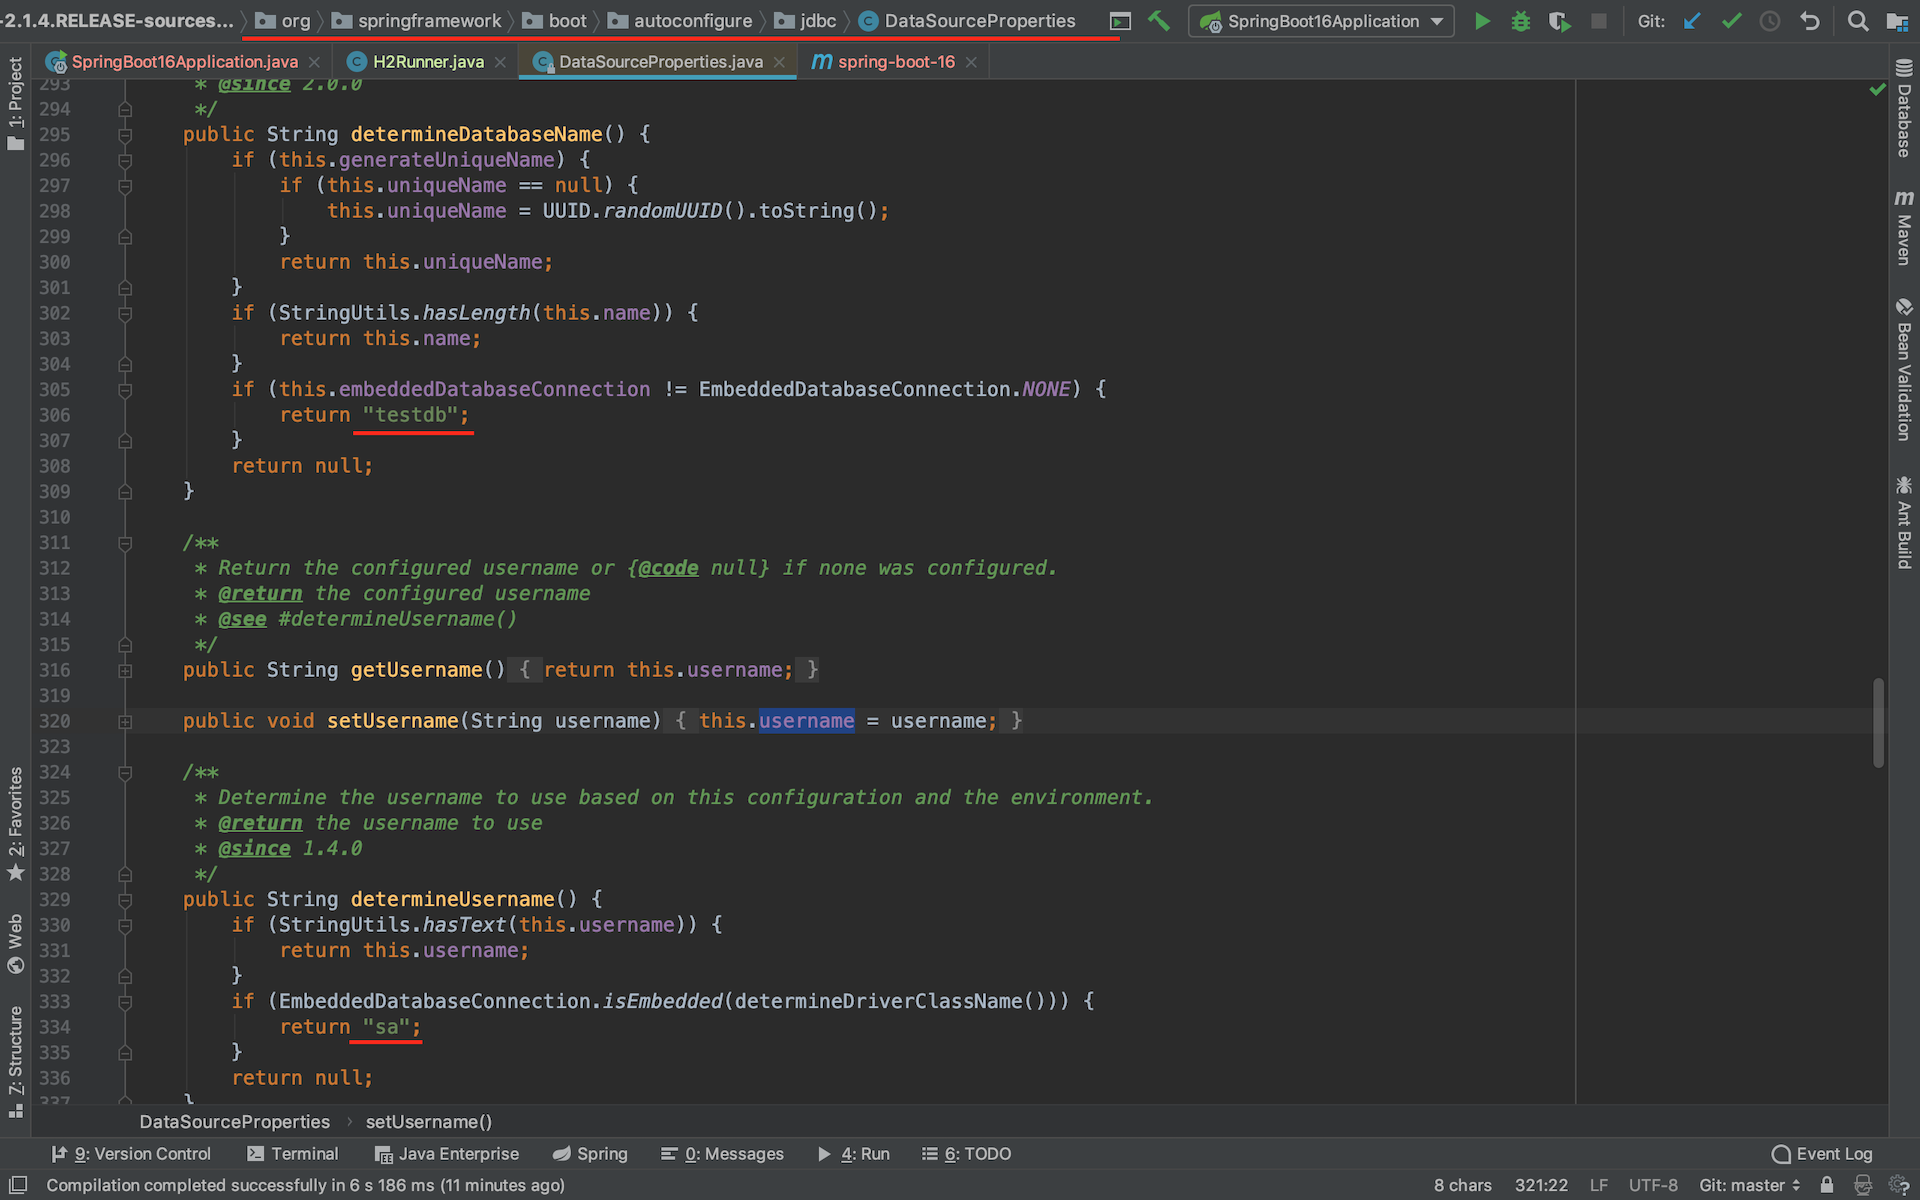 -2.1.4.RELEASE-sources... org springframework boot autoconfigure jdbc DataSourceProperties SpringBoot16Application Git:
SpringBoot16Application.java H2Runner.java DataSourceProperties.java spring-boot-16
1: Project
293 * @since 2.0.0
294 */
295 public String determineDatabaseName() {
296 if (this.generateUniqueName) {
297 if (this.uniqueName == null) {
298 this.uniqueName = UUID.randomUUID().toString();
299 }
300 return this.uniqueName;
301 }
302 if (StringUtils.hasLength(this.name)) {
303 return this.name;
304 }
305 if (this.embeddedDatabaseConnection != EmbeddedDatabaseConnection.NONE) {
306 return "testdb";
307 }
308 return null;
309 }
310
311 /**
312 * Return the configured username or {@code null} if none was configured.
313 * @return the configured username
314 * @see #determineUsername()
315 */
316 public String getUsername() { return this.username; }
319
320 public void setUsername(String username) { this.username = username; }
323
324 /**
325 * Determine the username to use based on this configuration and the environment.
326 * @return the username to use
327 * @since 1.4.0
328 */
329 public String determineUsername() {
330 if (StringUtils.hasText(this.username)) {
331 return this.username;
332 }
333 if (EmbeddedDatabaseConnection.isEmbedded(determineDriverClassName())) {
334 return "sa";
335 }
336 return null;
337 }
2: Favorites
Web
Z: Structure
Database
m Maven
Bean Validation
Ant Build
DataSourceProperties setUsername()
9: Version Control Terminal Java Enterprise Spring 0: Messages 4: Run 6: TODO Event Log
Compilation completed successfully in 6 s 186 ms (11 minutes ago) 8 chars 321:22 LF UTF-8 Git: master